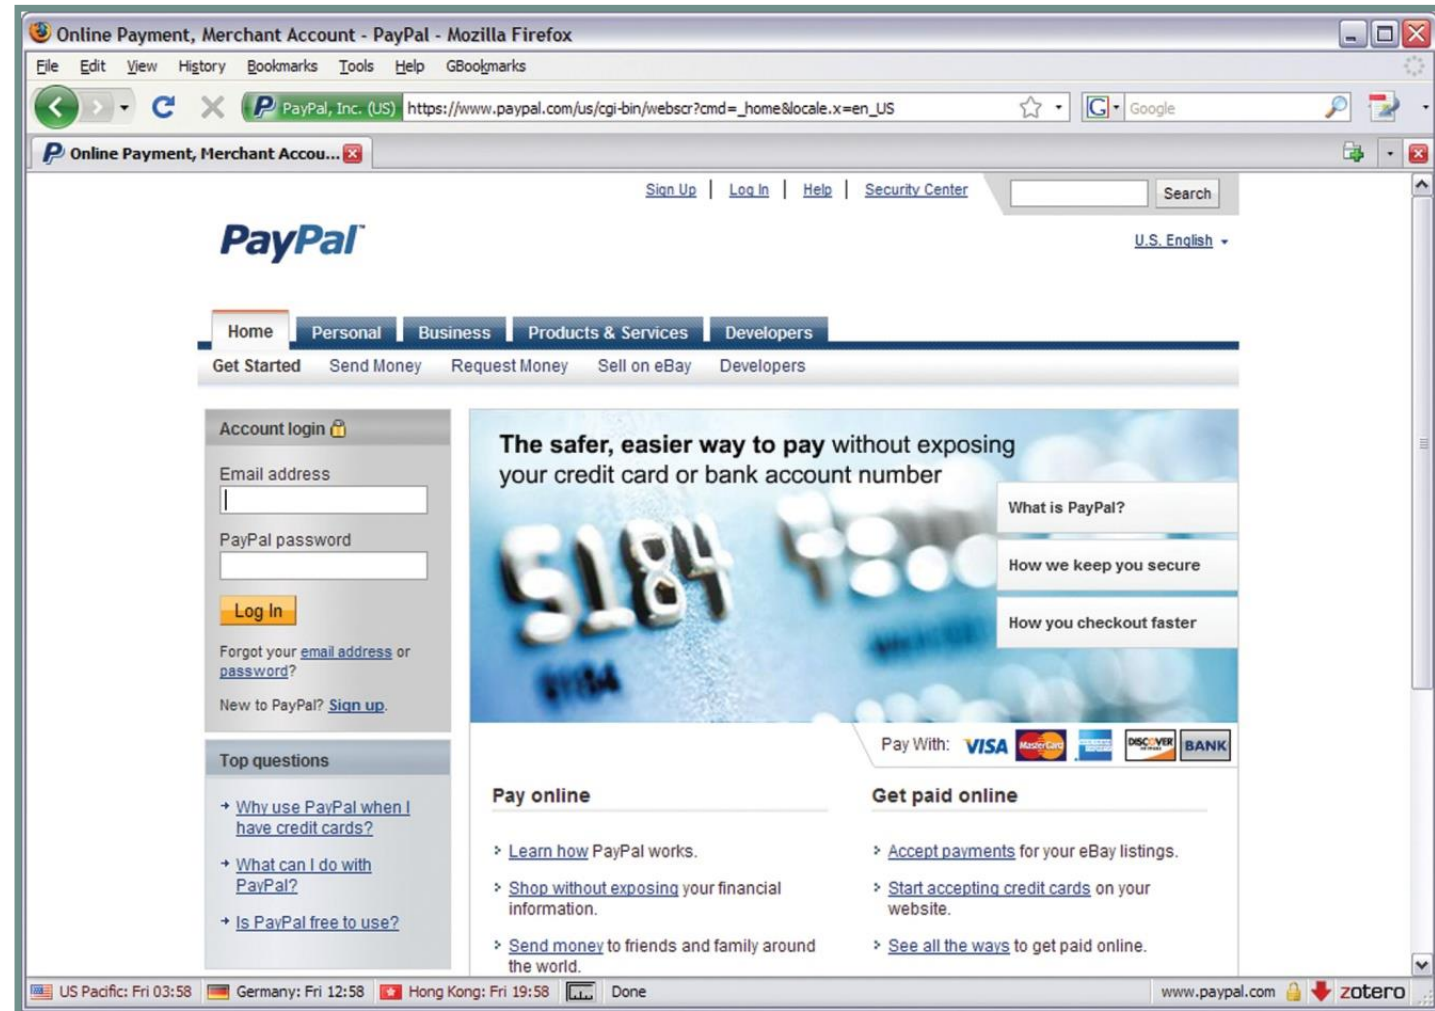 Online Payment, Merchant Account - PayPal - Mozilla Firefox
File Edit View History Bookmarks Tools Help GBookmarks
PayPal, Inc. (US) https://www.paypal.com/us/cgi-bin/webscr?cmd=_home&locale.x=en_US Google
Online Payment, Merchant Accou...
Sign Up | Log In | Help | Security Center Search
PayPal™
U.S. English
Home Personal Business Products & Services Developers
Get Started Send Money Request Money Sell on eBay Developers
Account login
Email address
PayPal password
Log In
Forgot your email address or
password?
New to PayPal? Sign up.
Top questions
Why use PayPal when I
have credit cards?
What can I do with
PayPal?
Is PayPal free to use?
The safer, easier way to pay without exposing
your credit card or bank account number
5184
5184
What is PayPal?
How we keep you secure
How you checkout faster
Pay With: VISA MasterCard DISCOVER BANK
Pay online
Learn how PayPal works.
Shop without exposing your financial
information.
Send money to friends and family around
the world.
Get paid online
Accept payments for your eBay listings.
Start accepting credit cards on your
website.
See all the ways to get paid online.
US Pacific: Fri 03:58 Germany: Fri 12:58 Hong Kong: Fri 19:58 Done www.paypal.com zotero